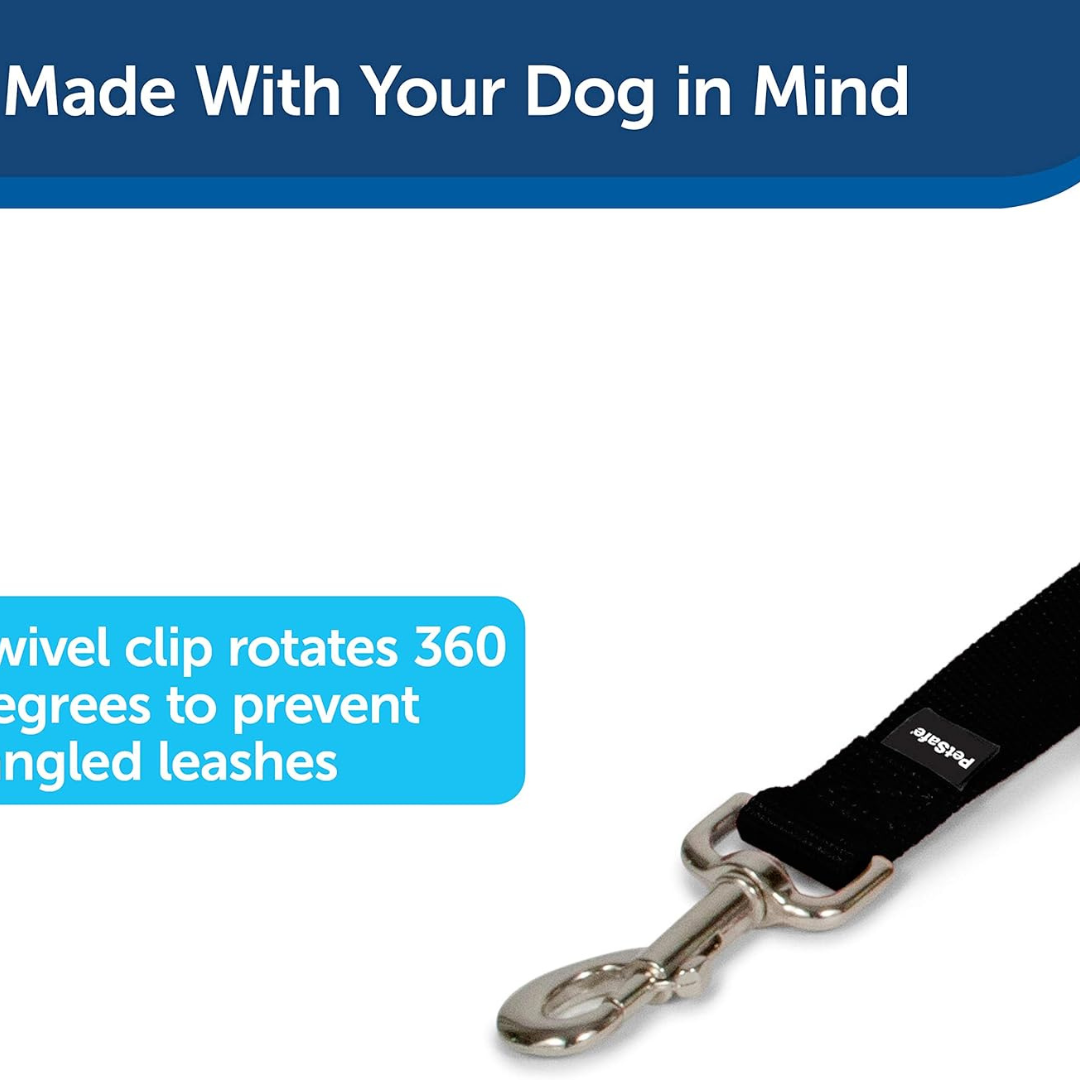 Made With Your Dog in Mind
wivel clip rotates 360
egrees to prevent
ngled leashes
PetSafe